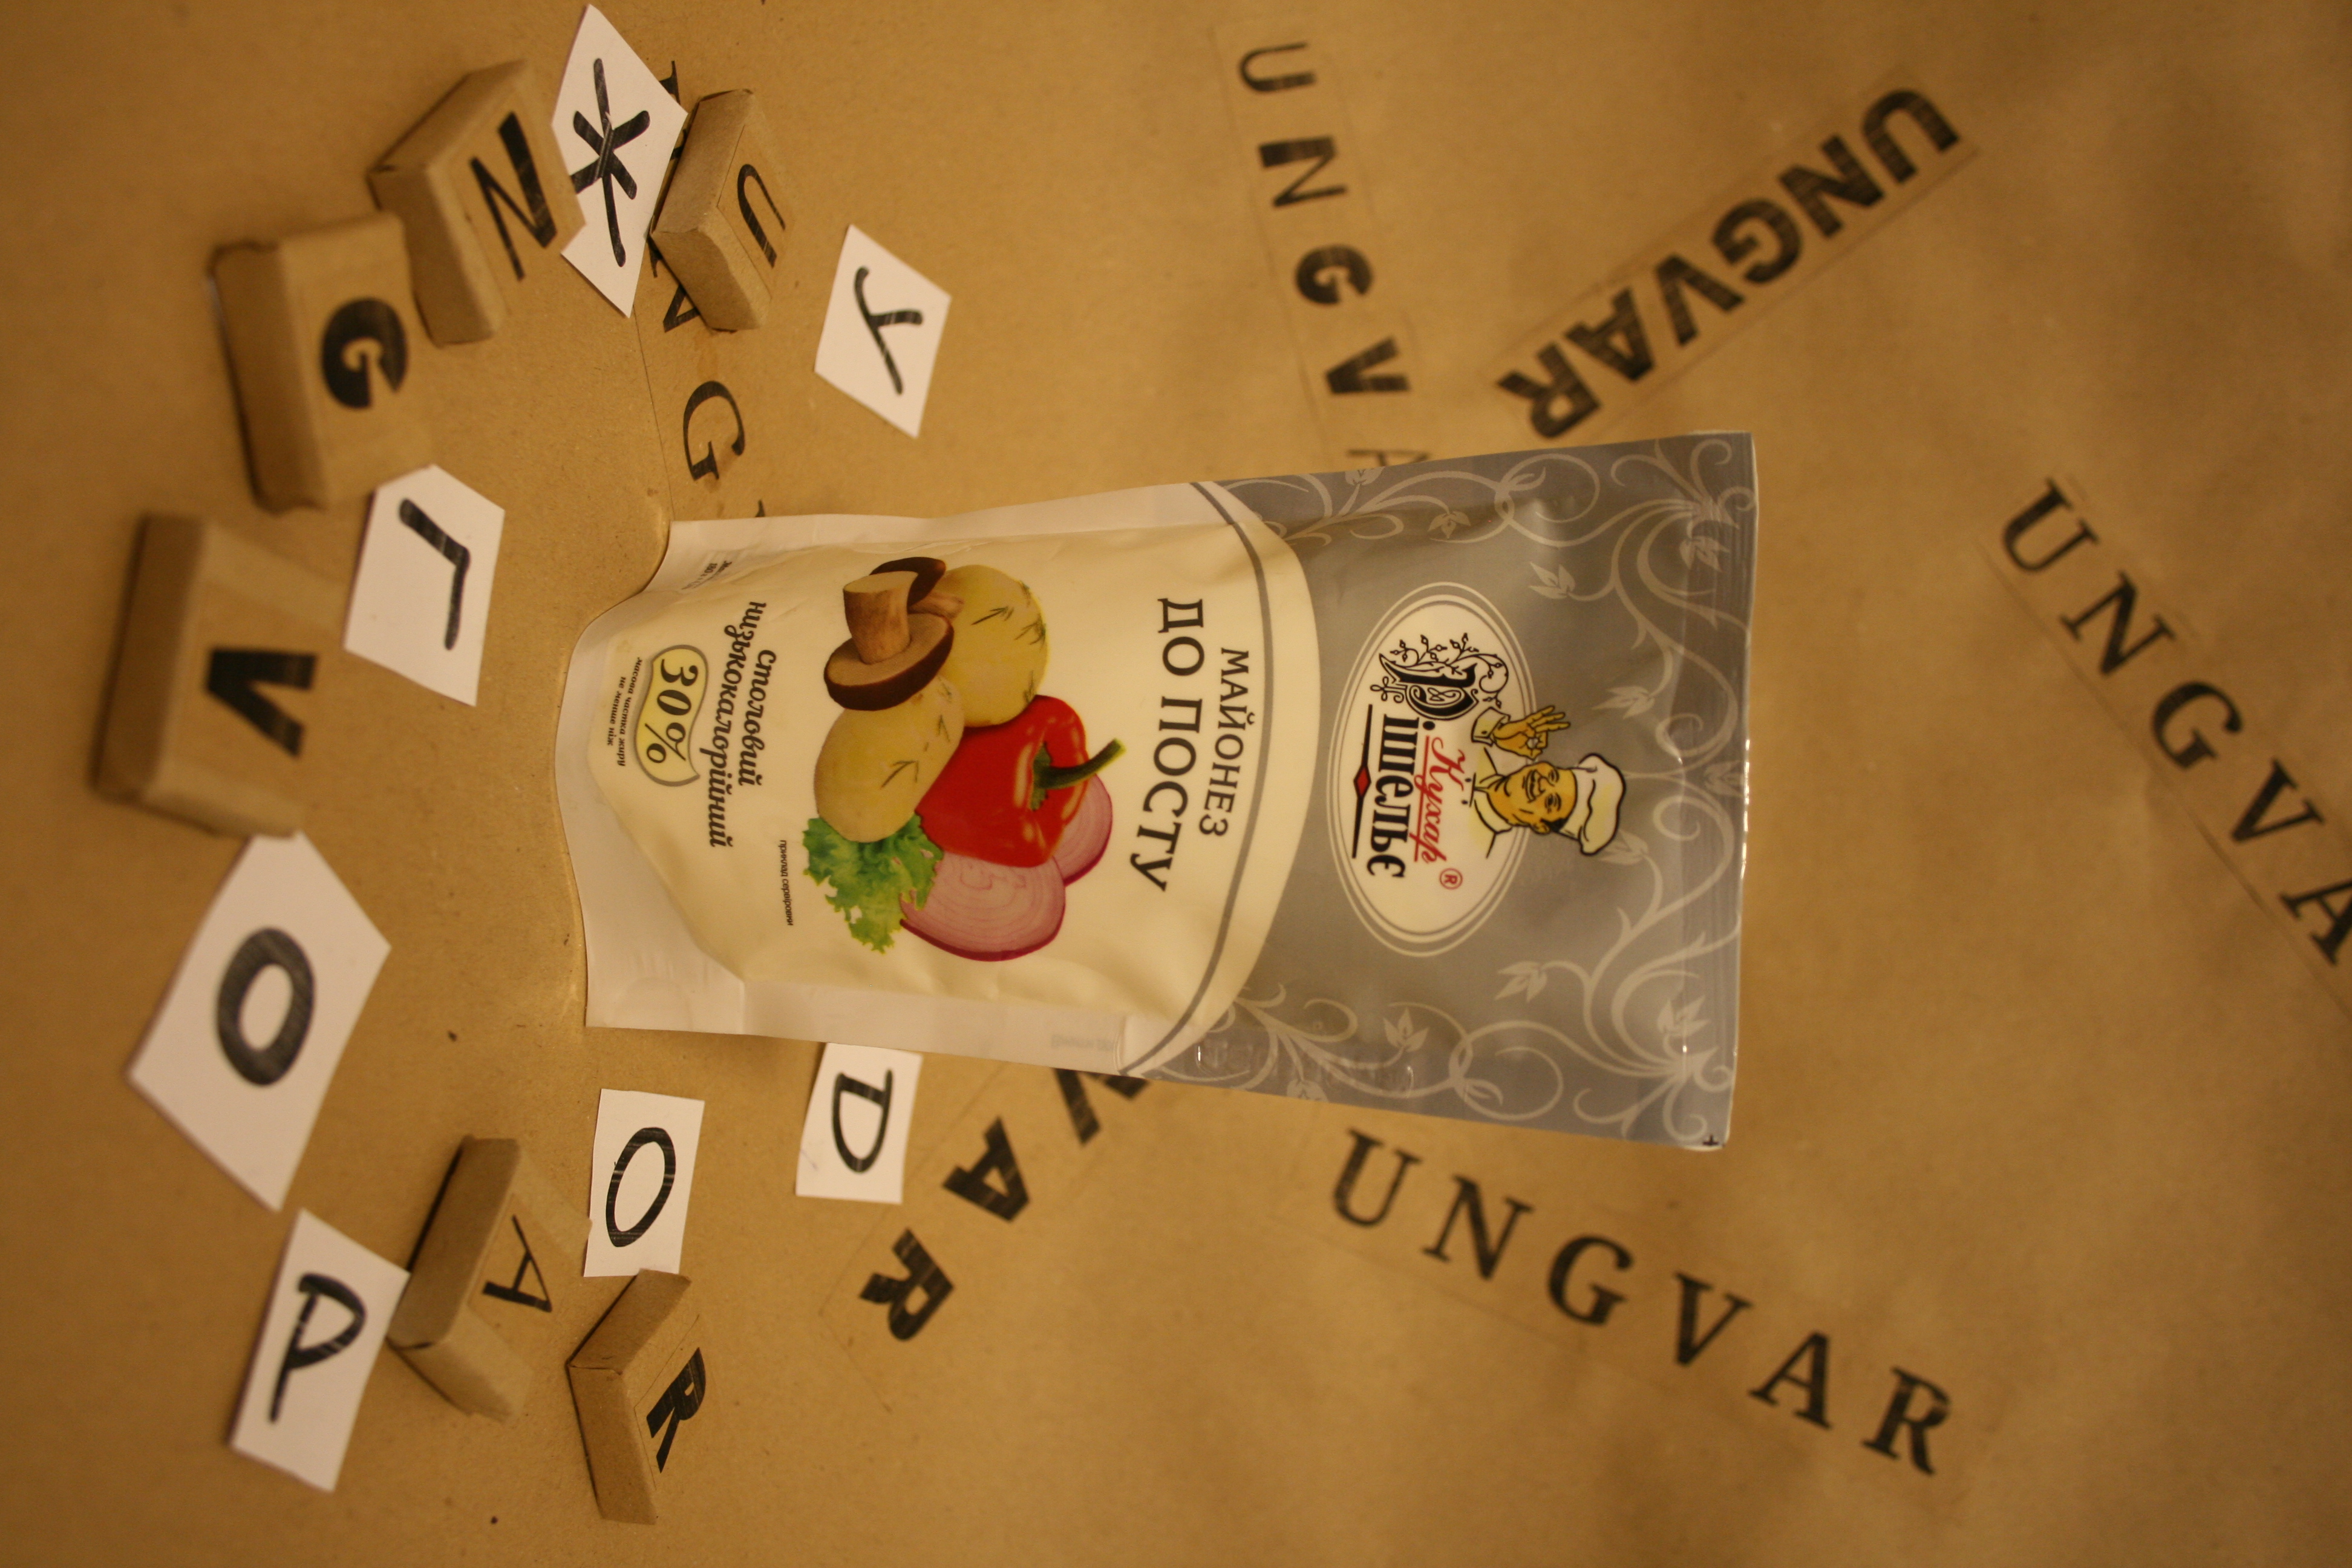 UNGVA
UNGVAR
UNGVAR
UNGVA
Кухар®
Рішельє
МАЙОНЕЗ
ДО ПОСТУ
VAR
приклад сервіровки
столовий
низькокалорійний
30%
масова частка жиру
не менше ніж
У
D
U
G
Ж
О
R
N
A
Г
G
V
О
Р